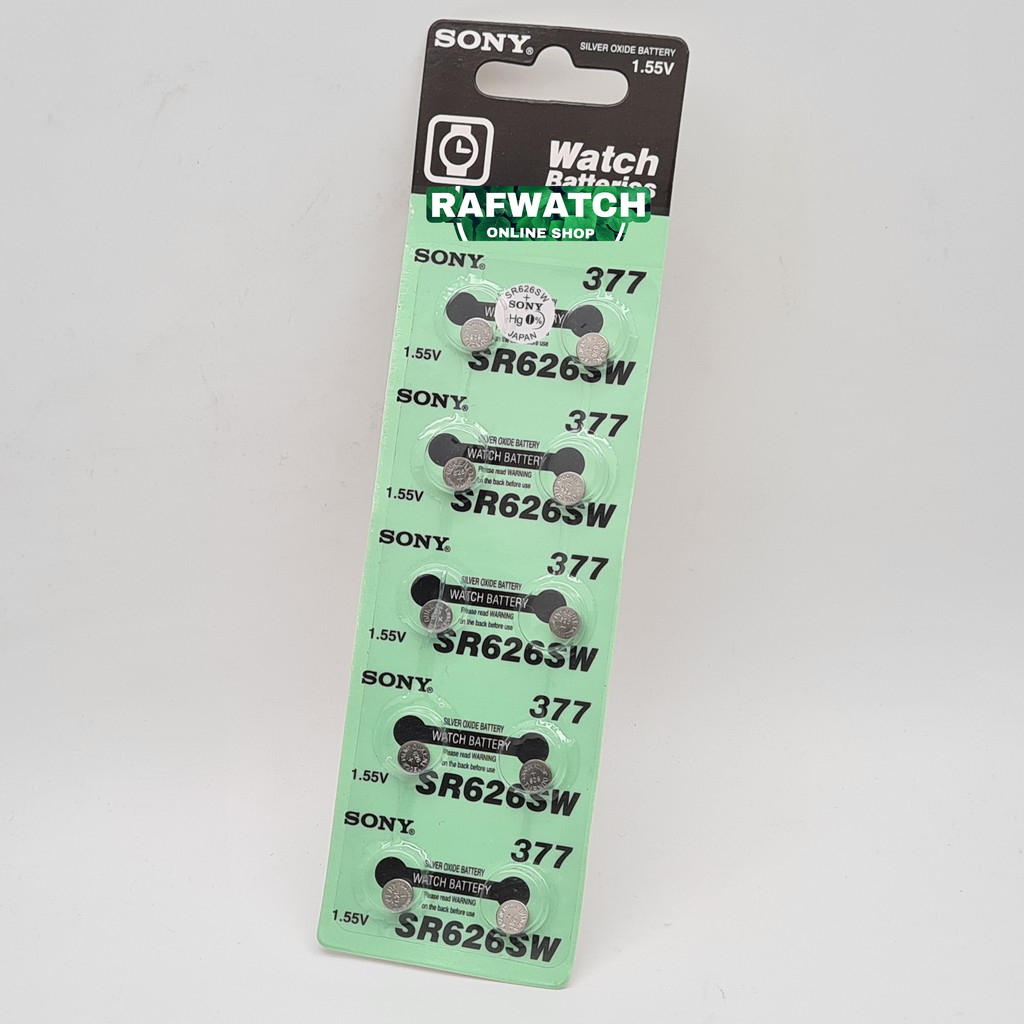 SONY®
SILVER OXIDE BATTERY
1.55V
Watch
Batteries
RAFWATCH
ONLINE SHOP
SONY®
377
SR626SW
+
SONY
Hg 0%
JAPAN
1.55V
SR626SW
SONY®
377
SILVER OXIDE BATTERY
WATCH BATTERY
Please read WARNING
on the back before use
1.55V
SR626SW
SONY®
377
SILVER OXIDE BATTERY
WATCH BATTERY
Please read WARNING
on the back before use
1.55V
SR626SW
SONY®
377
SILVER OXIDE BATTERY
WATCH BATTERY
Please read WARNING
on the back before use
1.55V
SR626SW
SONY®
377
SILVER OXIDE BATTERY
WATCH BATTERY
Please read WARNING
on the back before use
1.55V
SR626SW